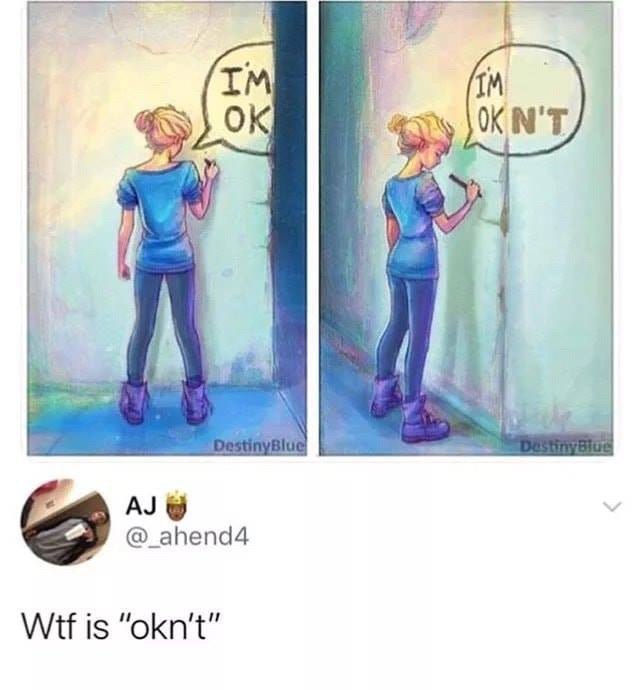 I'M
OK
DestinyBlue
I'M
OK N'T
DestinyBlue
AJ 🤴🏾
@_ahend4
Wtf is "okn't"